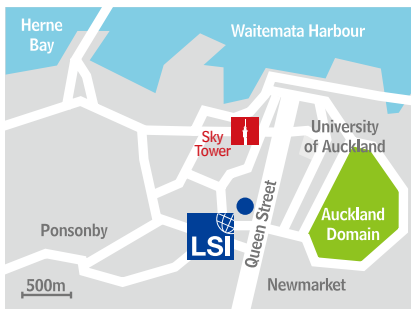 Herne
Bay
Waitemata Harbour
Sky
Tower
University
of Auckland
Queen Street
Auckland
Domain
Ponsonby
LSI
500m
Newmarket